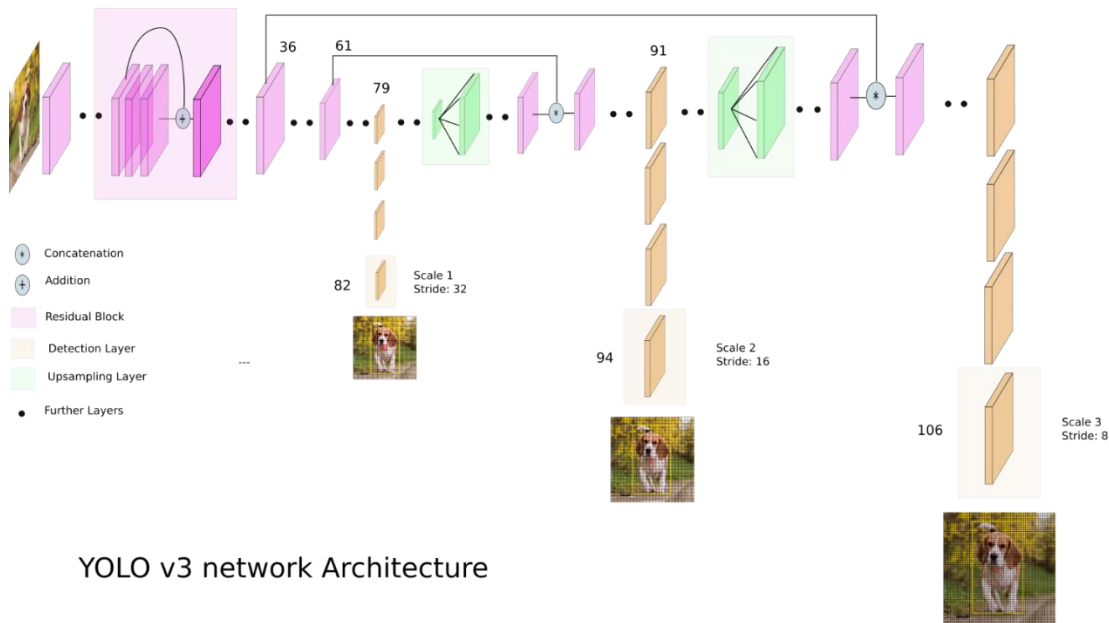 36
61
91
79
*
*
+
* Concatenation
+ Addition
Residual Block
Detection Layer
Upsampling Layer
Further Layers
---
82
Scale 1
Stride: 32
94
Scale 2
Stride: 16
106
Scale 3
Stride: 8
YOLO v3 network Architecture